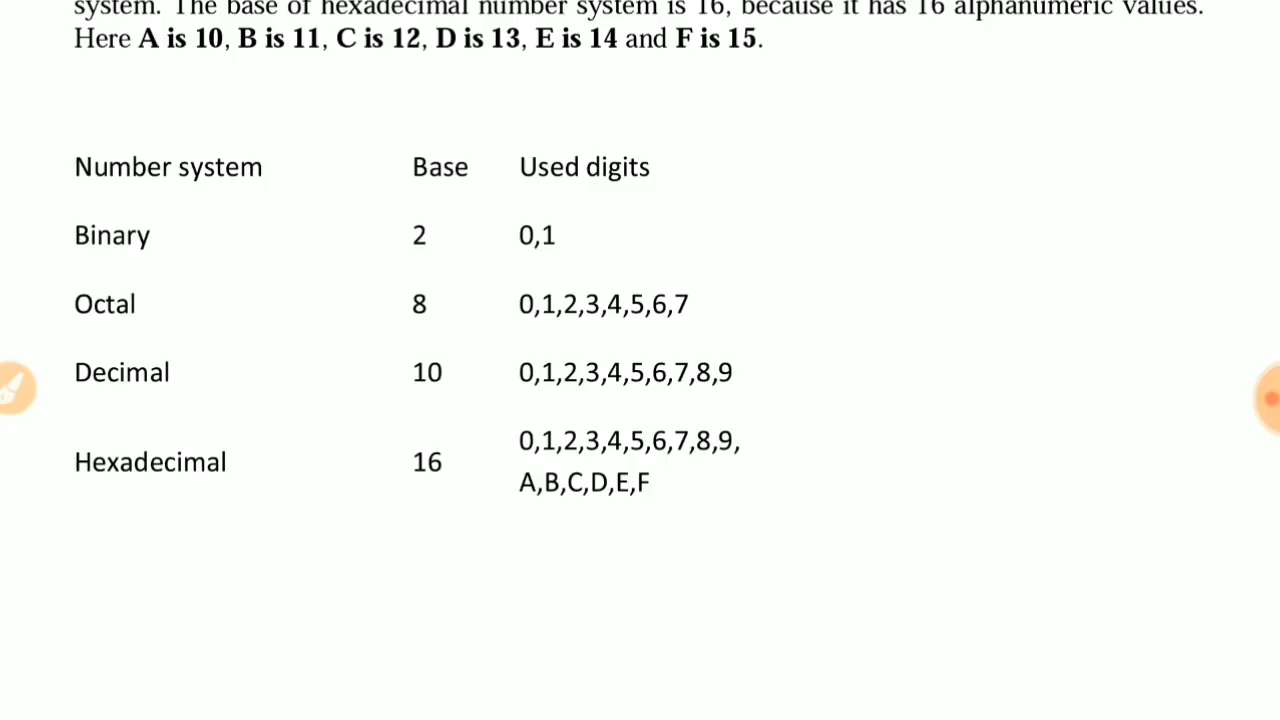 system. The base of hexadecimal number system is 16, because it has 16 alphanumeric values.
Here A is 10, B is 11, C is 12, D is 13, E is 14 and F is 15.
Number system Base Used digits
Binary 2 0,1
Octal 8 0,1,2,3,4,5,6,7
Decimal 10 0,1,2,3,4,5,6,7,8,9
Hexadecimal 16 0,1,2,3,4,5,6,7,8,9,
A,B,C,D,E,F